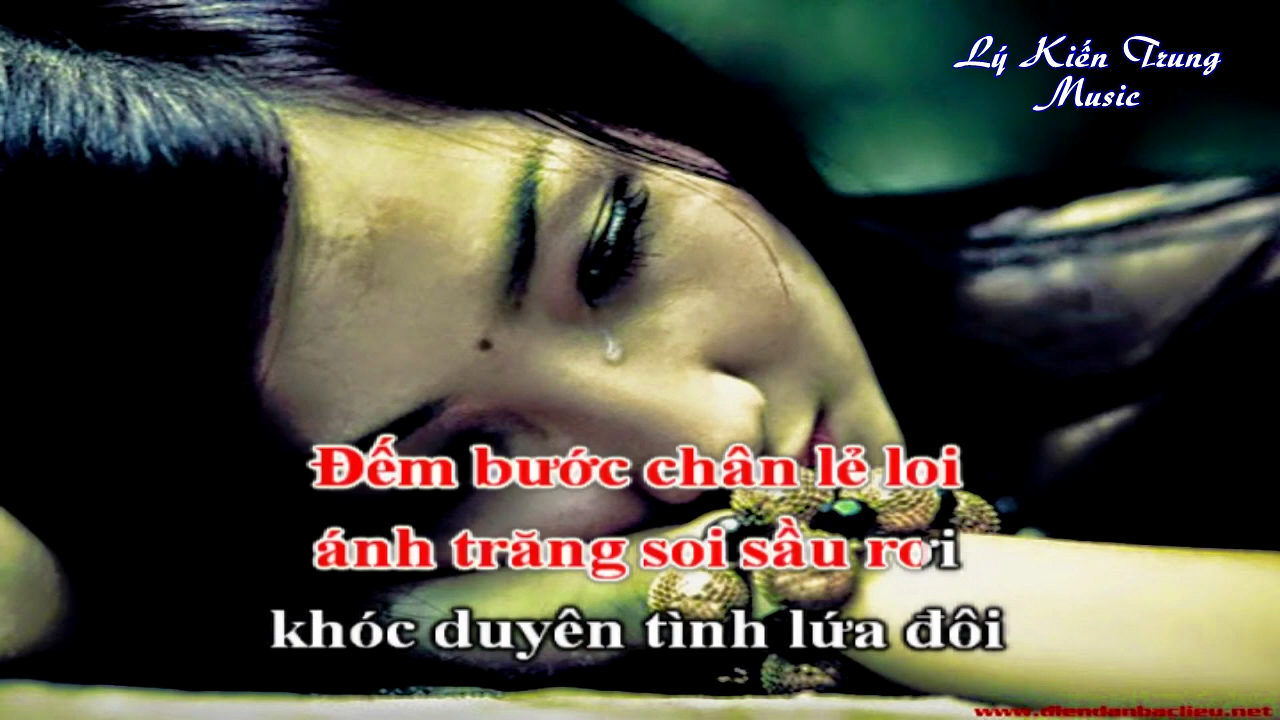 Lý Kiến Trung
Music
Đếm bước chân lẻ loi
ánh trăng soi sầu rơi
khóc duyên tình lứa đôi
www.diendanbaclieu.net